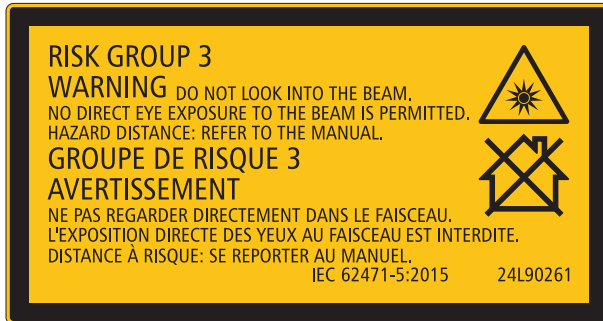 RISK GROUP 3
WARNING DO NOT LOOK INTO THE BEAM.
NO DIRECT EYE EXPOSURE TO THE BEAM IS PERMITTED.
HAZARD DISTANCE: REFER TO THE MANUAL.
GROUPE DE RISQUE 3
AVERTISSEMENT
NE PAS REGARDER DIRECTEMENT DANS LE FAISCEAU.
L'EXPOSITION DIRECTE DES YEUX AU FAISCEAU EST INTERDITE.
DISTANCE À RISQUE: SE REPORTER AU MANUEL.
IEC 62471-5:2015 24L90261